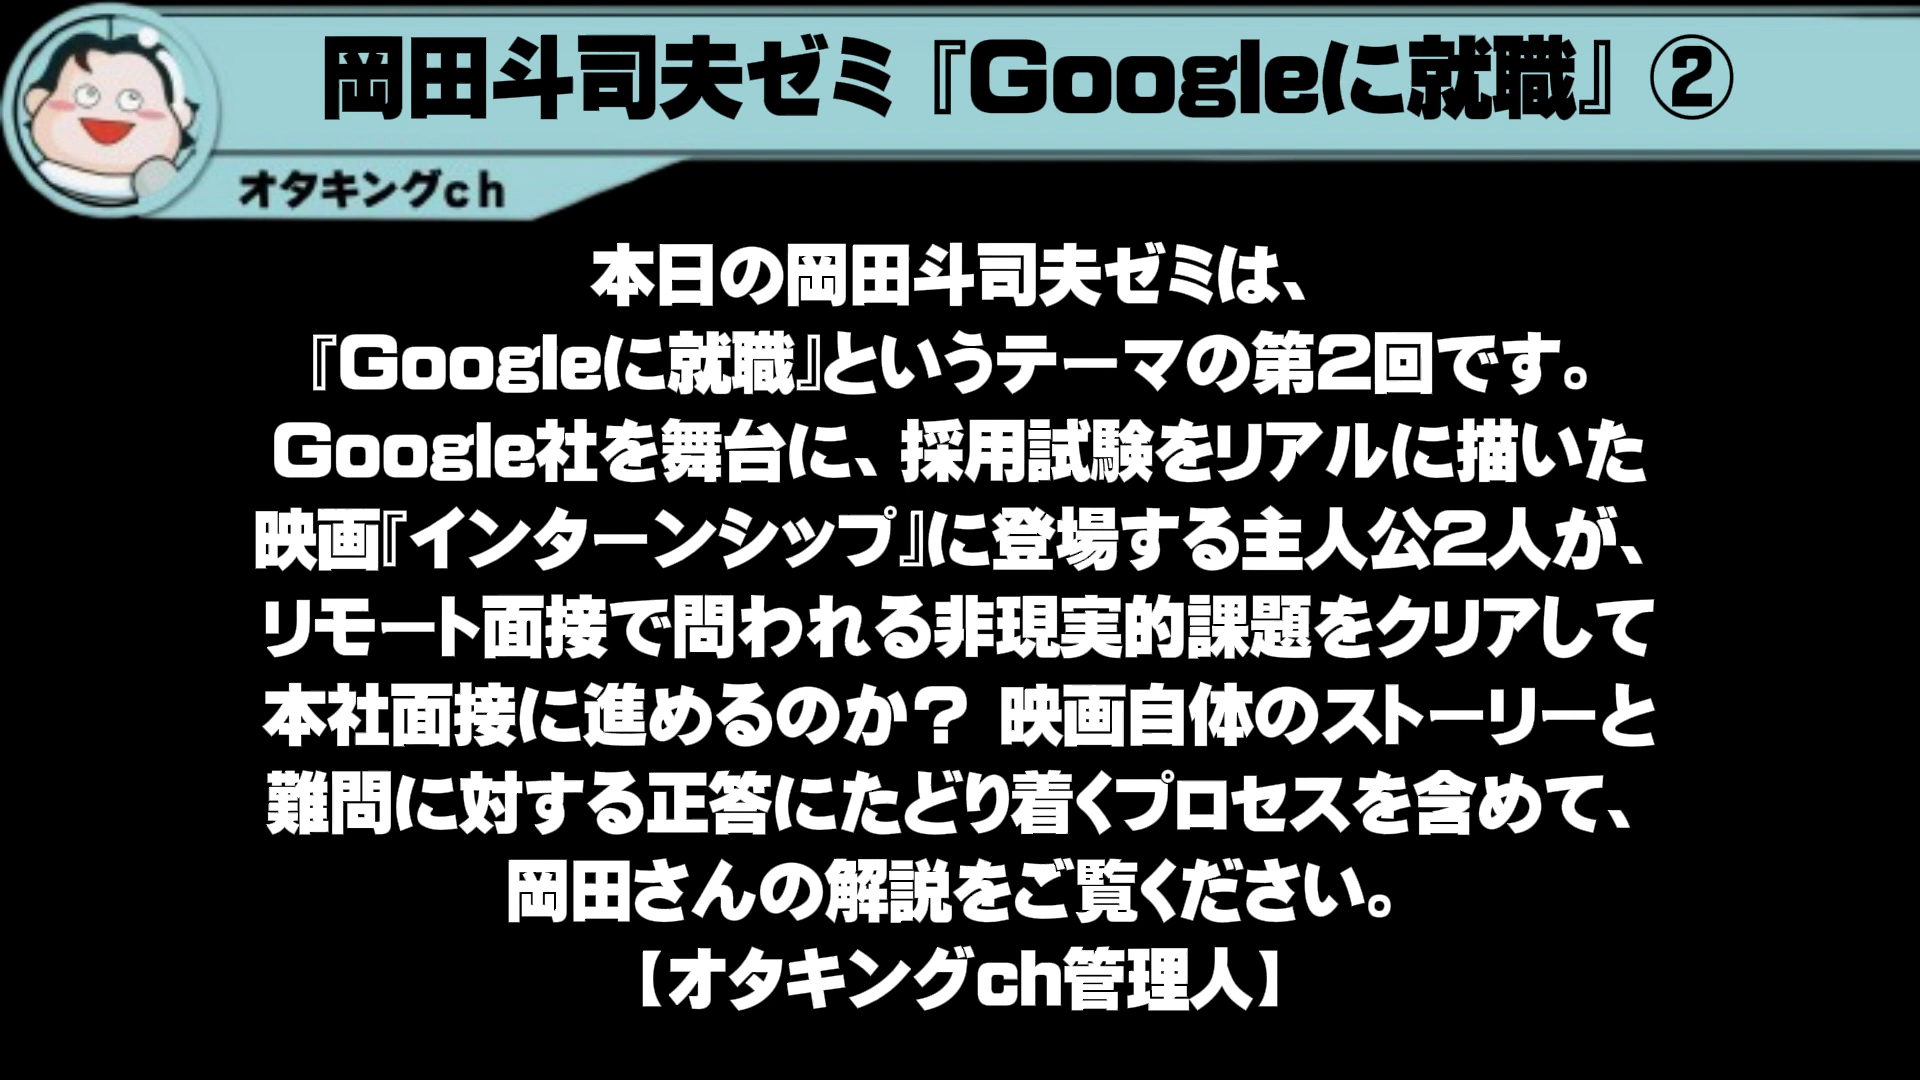 岡田斗司夫ゼミ『Googleに就職』②
オタキングch
本日の岡田斗司夫ゼミは、
『Googleに就職』というテーマの第2回です。
Google社を舞台に、採用試験をリアルに描いた
映画『インターンシップ』に登場する主人公2人が、
リモート面接で問われる非現実的課題をクリアして
本社面接に進めるのか? 映画自体のストーリーと
難問に対する正答にたどり着くプロセスを含めて、
岡田さんの解説をご覧ください。
【オタキングch管理人】